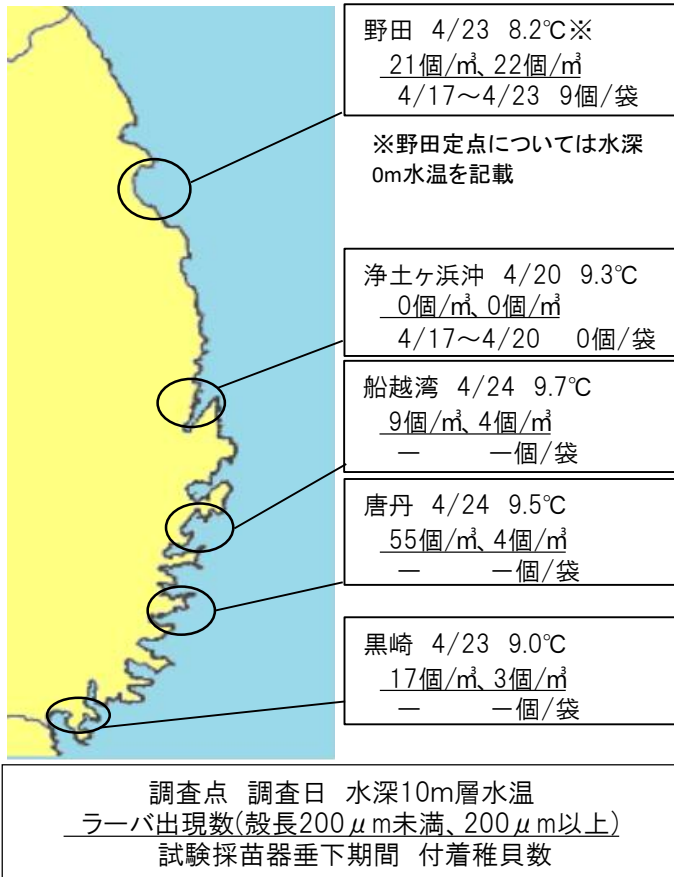 野田 4/23 8.2℃※
21個/㎥、22個/㎥
4/17～4/23 9個/袋
※野田定点については水深
0m水温を記載
浄土ヶ浜沖 4/20 9.3℃
0個/㎥、0個/㎥
4/17～4/20 0個/袋
船越湾 4/24 9.7℃
9個/㎥、4個/㎥
－ －個/袋
唐丹 4/24 9.5℃
55個/㎥、4個/㎥
－ －個/袋
黒崎 4/23 9.0℃
17個/㎥、3個/㎥
－ －個/袋
調査点 調査日 水深10m層水温
ラーバ出現数(殻長200μm未満、200μm以上)
試験採苗器垂下期間 付着稚貝数